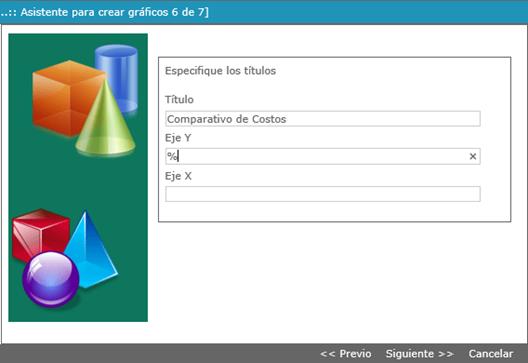 ..:: Asistente para crear gráficos 6 de 7]
Especifique los títulos
Título
Comparativo de Costos
Eje Y
%
Eje X
<< Previo Siguiente >> Cancelar